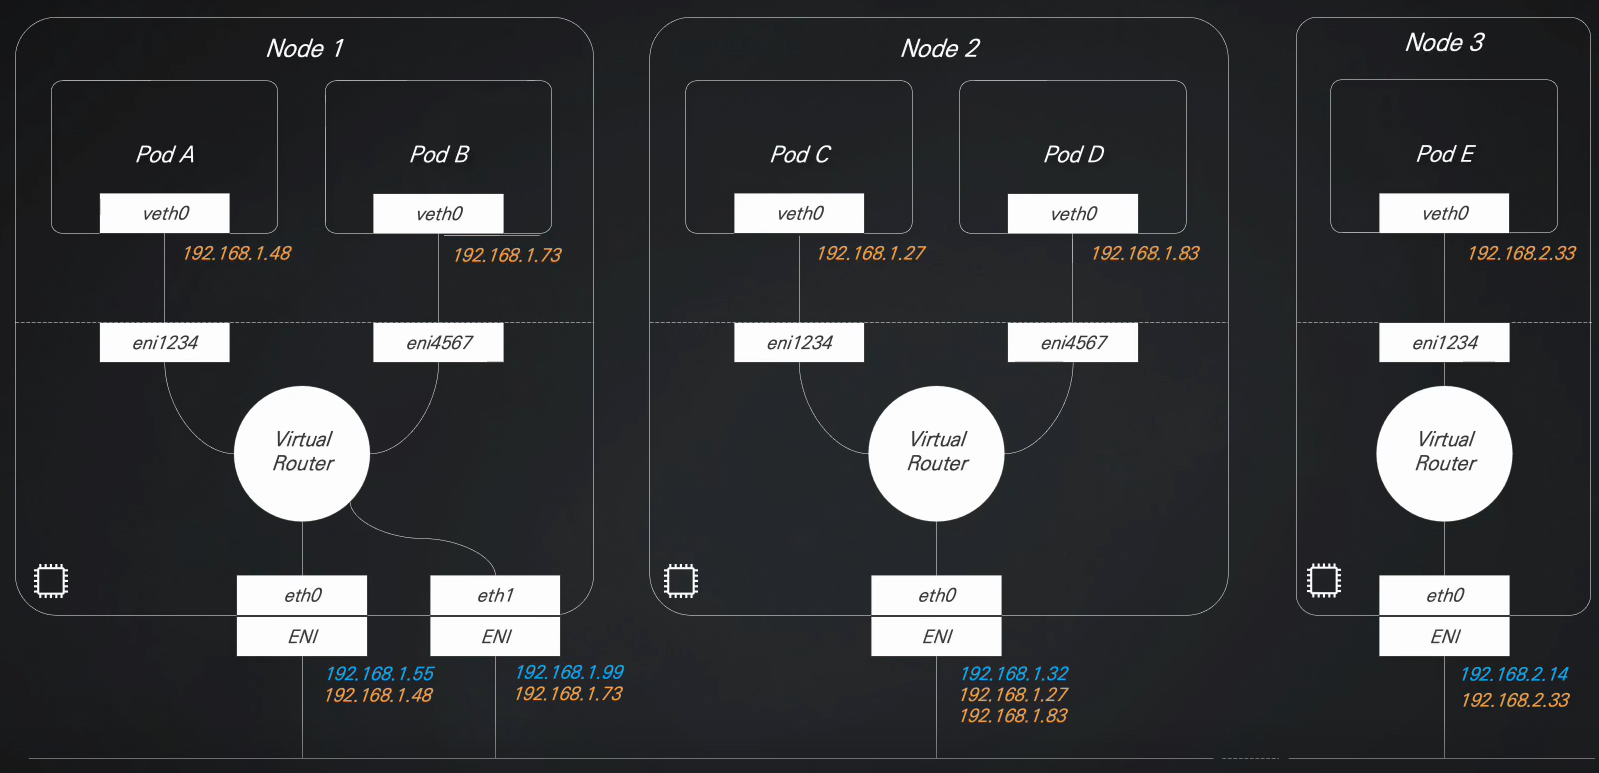 Node 1
Node 2
Node 3
Pod A
Pod B
Pod C
Pod D
Pod E
veth0
veth0
veth0
veth0
veth0
192.168.1.48
192.168.1.73
192.168.1.27
192.168.1.83
192.168.2.33
eni1234
eni4567
eni1234
eni4567
eni1234
Virtual
Router
Virtual
Router
Virtual
Router
eth0
eth1
eth0
eth0
ENI
ENI
ENI
ENI
192.168.1.55
192.168.1.48
192.168.1.99
192.168.1.73
192.168.1.32
192.168.1.27
192.168.1.83
192.168.2.14
192.168.2.33